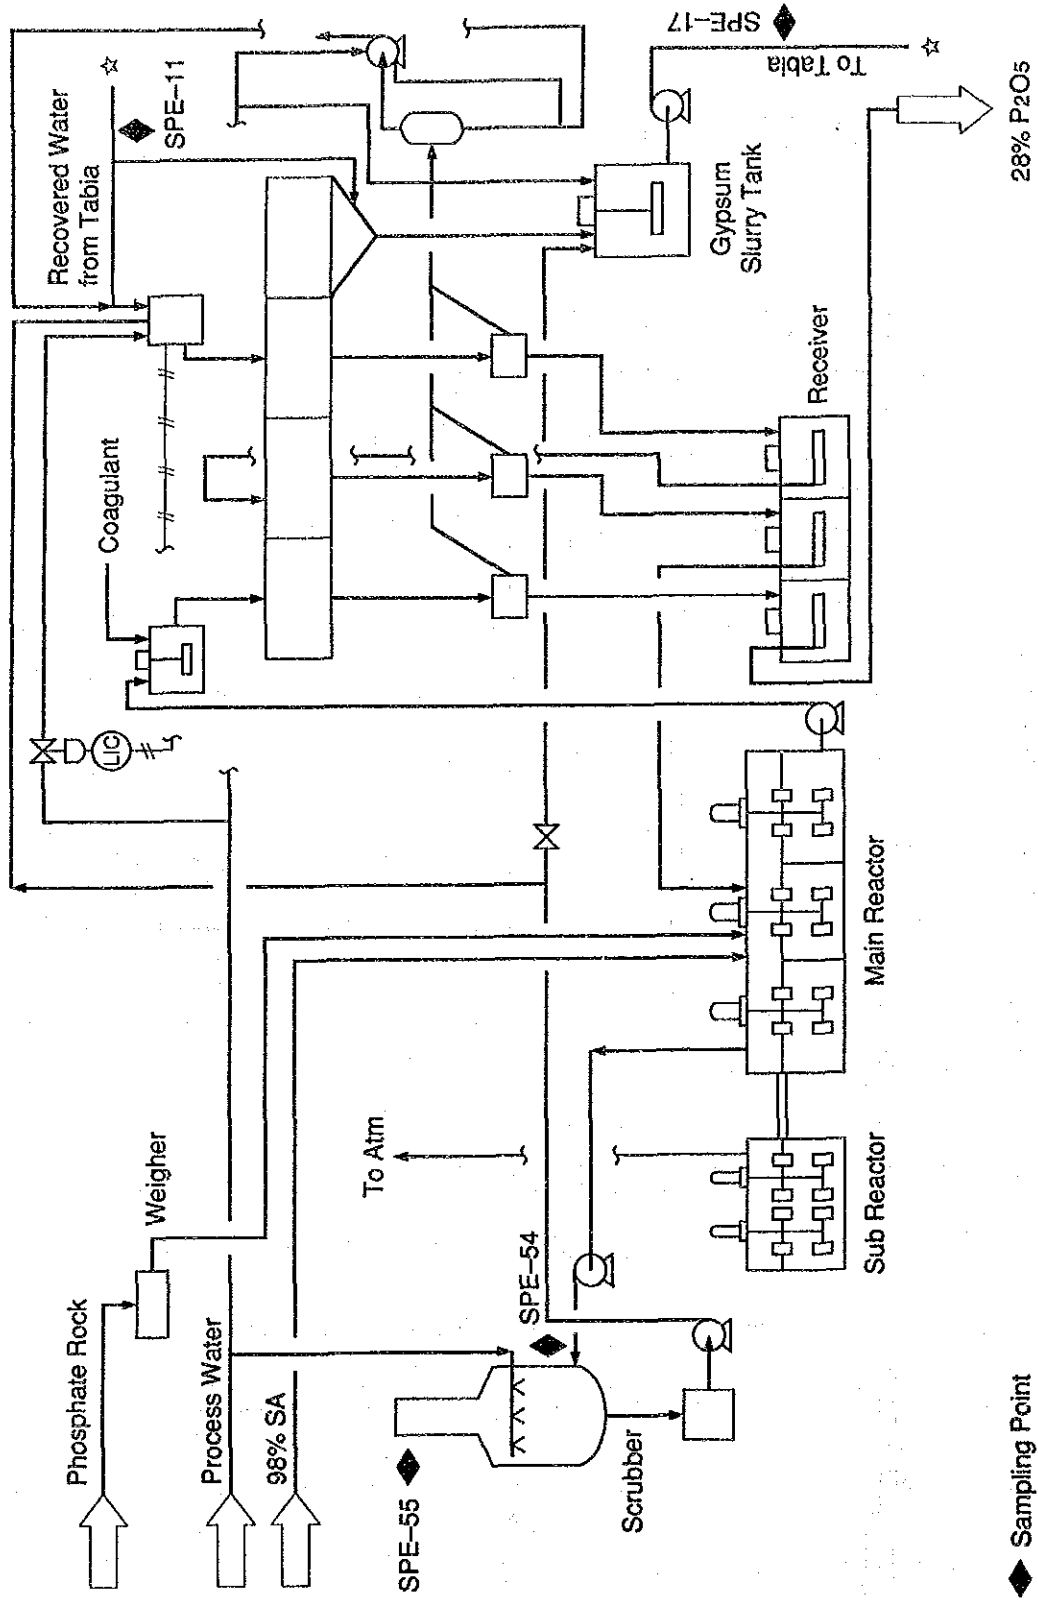 Phosphate Rock
Weigher
Process Water
98% SA
SPE–55
Scrubber
SPE–54
To Atm
Sub Reactor
Main Reactor
LIC
Coagulant
Recovered Water
from Tabia
SPE–11
Gypsum
Slurry Tank
Receiver
SPE–17
To Tabia
28% P2O5
Sampling Point